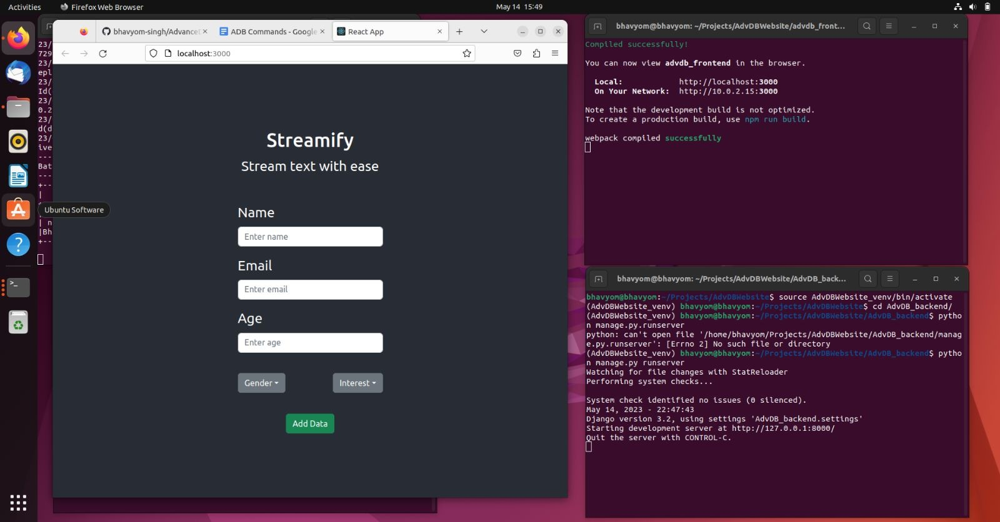 Activities
Firefox Web Browser
May 14 15:49
bhavyom-singh/Advance
ADB Commands - Google
React App
localhost:3000
23/
729
23/
epl
23/
Id(
23/
0.2
23/
d(d
23/
ive
---
Bat
---
+--
|
| n
|Bh
+--
Ubuntu Software
Streamify
Stream text with ease
Name
Enter name
Email
Enter email
Age
Enter age
Gender
Interest
Add Data
bhavyom@bhavyom: ~/Projects/AdvDBWebsite/advdb_front...
Compiled successfully!
You can now view advdb_frontend in the browser.
Local: http://localhost:3000
On Your Network: http://10.0.2.15:3000
Note that the development build is not optimized.
To create a production build, use npm run build.
webpack compiled successfully
bhavyom@bhavyom: ~/Projects/AdvDBWebsite/AdvDB_back...
bhavyom@bhavyom:~/Projects/AdvDBWebsite$ source AdvDBWebsite_venv/bin/activate
(AdvDBWebsite_venv) bhavyom@bhavyom:~/Projects/AdvDBWebsite$ cd AdvDB_backend/
(AdvDBWebsite_venv) bhavyom@bhavyom:~/Projects/AdvDBWebsite/AdvDB_backend$ pytho
n manage.py.runserver
python: can't open file '/home/bhavyom/Projects/AdvDBWebsite/AdvDB_backend/manag
e.py.runserver': [Errno 2] No such file or directory
(AdvDBWebsite_venv) bhavyom@bhavyom:~/Projects/AdvDBWebsite/AdvDB_backend$ pytho
n manage.py runserver
Watching for file changes with StatReloader
Performing system checks...
System check identified no issues (0 silenced).
May 14, 2023 - 22:47:43
Django version 3.2, using settings 'AdvDB_backend.settings'
Starting development server at http://127.0.0.1:8000/
Quit the server with CONTROL-C.